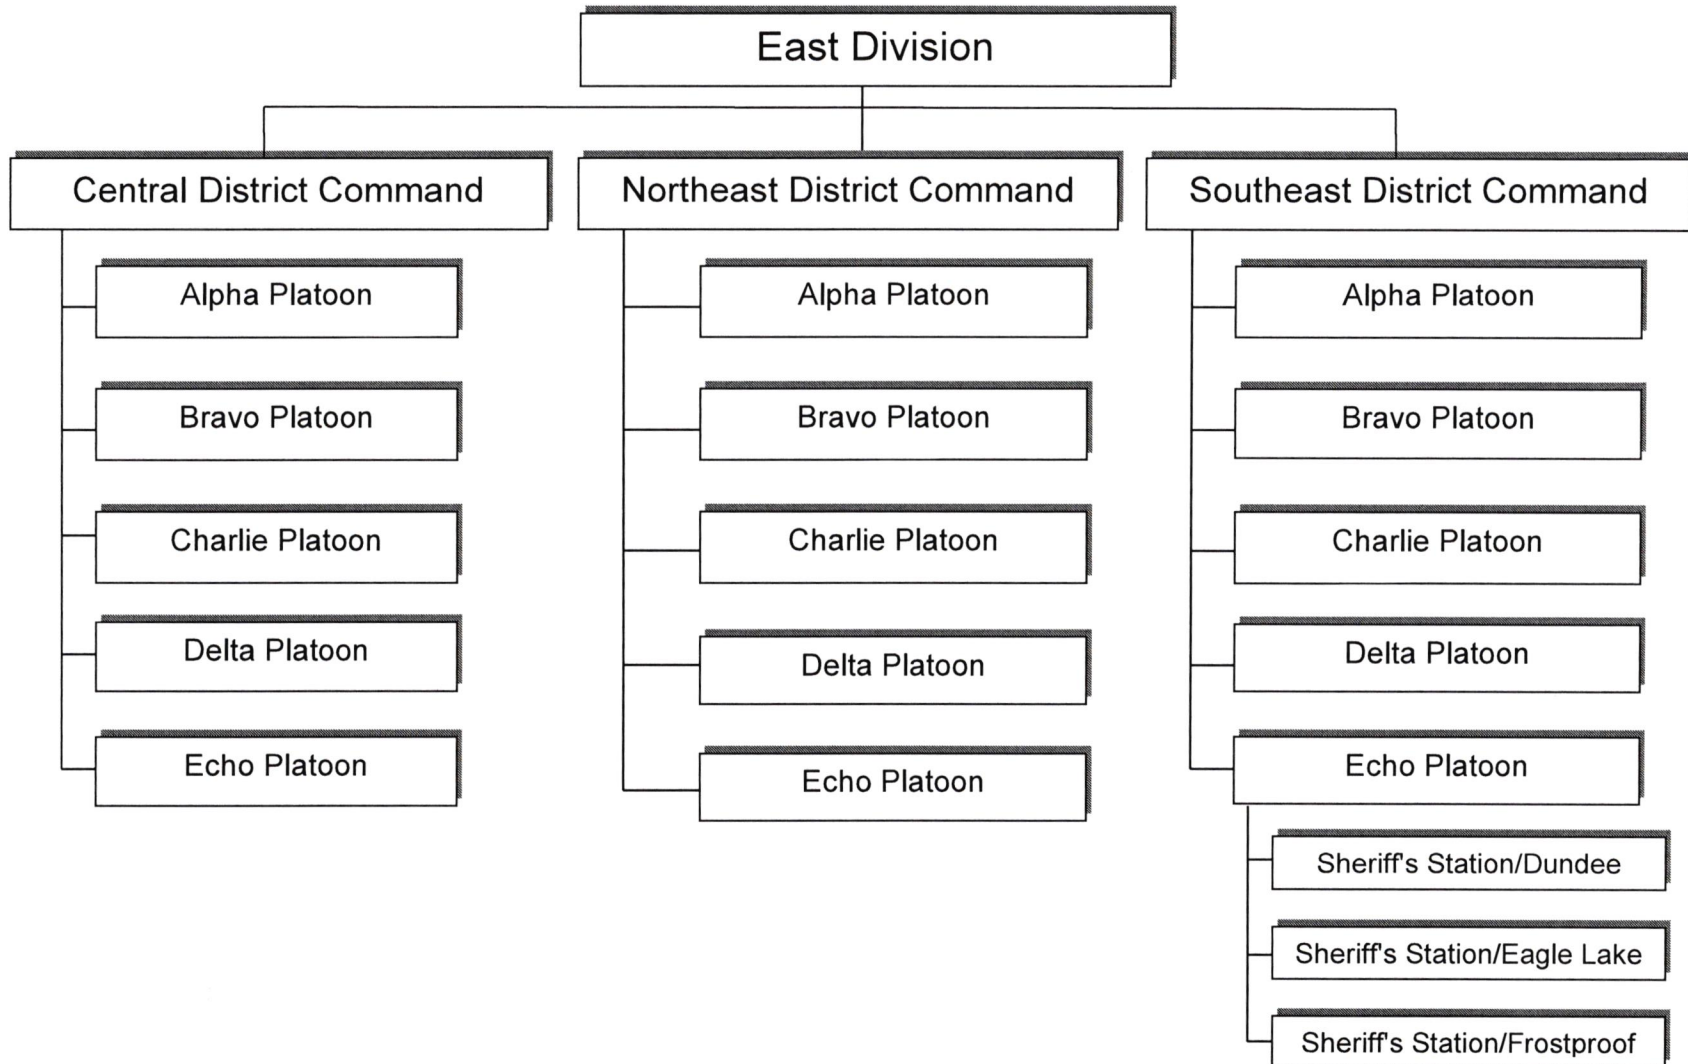 East Division
Central District Command
Alpha Platoon
Bravo Platoon
Charlie Platoon
Delta Platoon
Echo Platoon
Northeast District Command
Alpha Platoon
Bravo Platoon
Charlie Platoon
Delta Platoon
Echo Platoon
Southeast District Command
Alpha Platoon
Bravo Platoon
Charlie Platoon
Delta Platoon
Echo Platoon
Sheriff's Station/Dundee
Sheriff's Station/Eagle Lake
Sheriff's Station/Frostproof